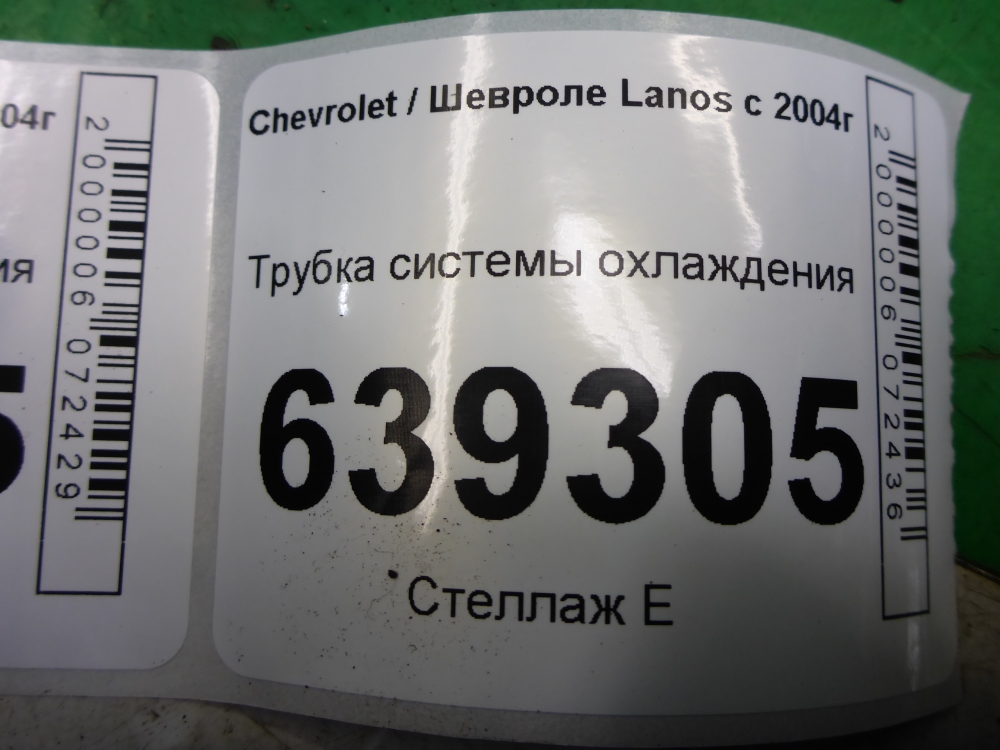 04г
ия
5
2000006072429
Chevrolet / Шевроле Lanos с 2004г
Трубка системы охлаждения
639305
Стеллаж Е
2000006072436